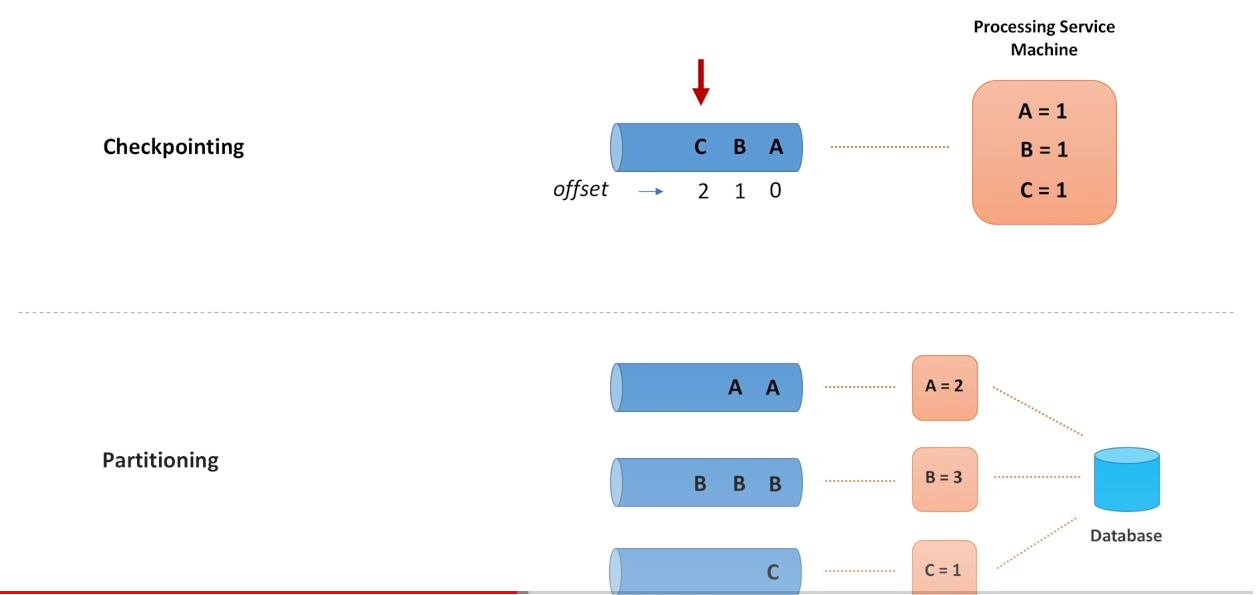 Processing Service
Machine
Checkpointing
C B A
offset → 2 1 0
A = 1
B = 1
C = 1
Partitioning
A A
A = 2
B B B
B = 3
Database
C
C = 1